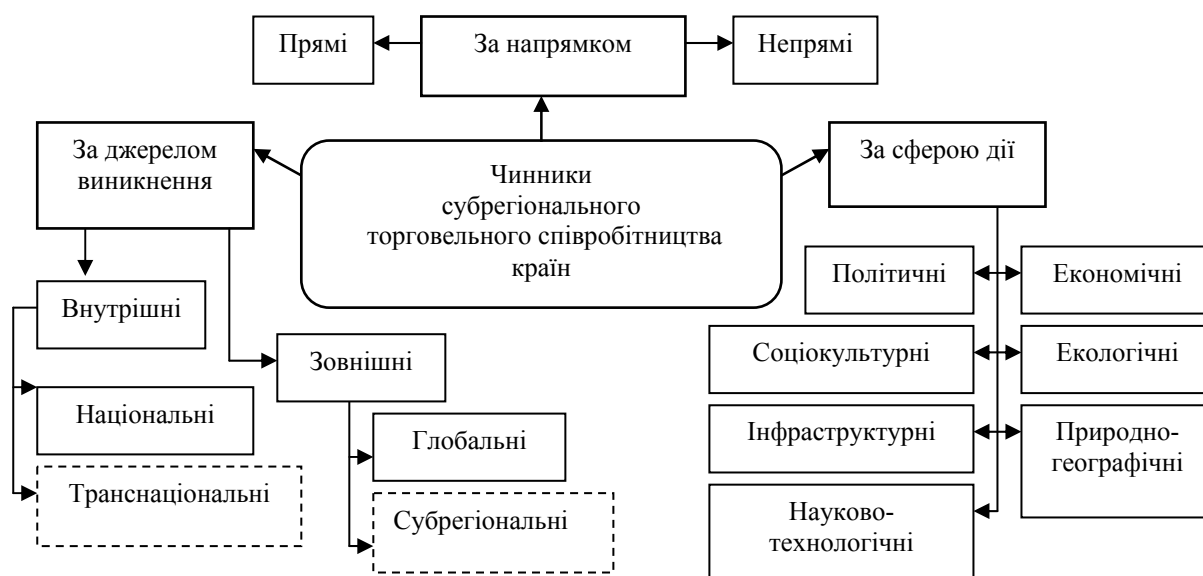 Прямі
За напрямком
Непрямі
За джерелом
виникнення
Чинники
субрегіонального
торговельного співробітництва
країн
За сферою дії
Внутрішні
Національні
Транснаціональні
Зовнішні
Глобальні
Субрегіональні
Політичні
Економічні
Соціокультурні
Екологічні
Інфраструктурні
Природно-
географічні
Науково-
технологічні